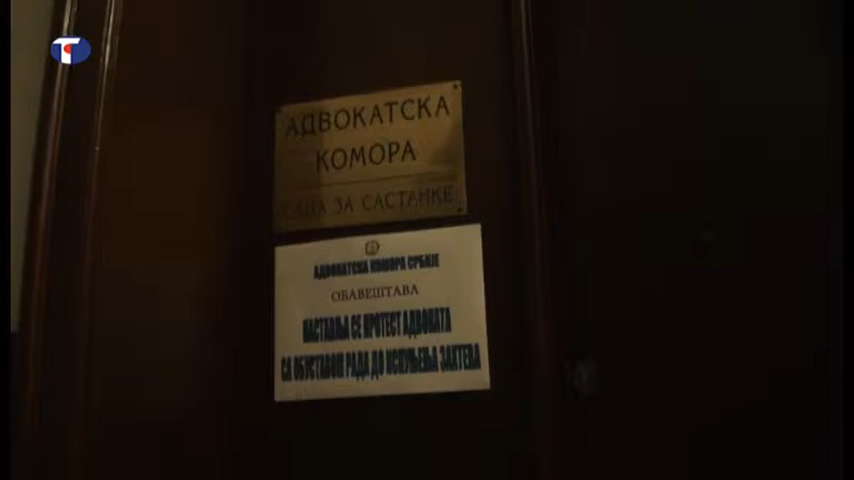 АДВОКАТСКА
КОМОРА
САЛА ЗА САСТАНКЕ
АДВОКАТСКА КОМОРА СРБИЈЕ
ОБАВЕШТАВА
НАСТАВЉА СЕ ПРОТЕСТ АДВОКАТА
СА ОБУСТАВОМ РАДА ДО ИСПУЊЕЊА ЗАХТЕВА